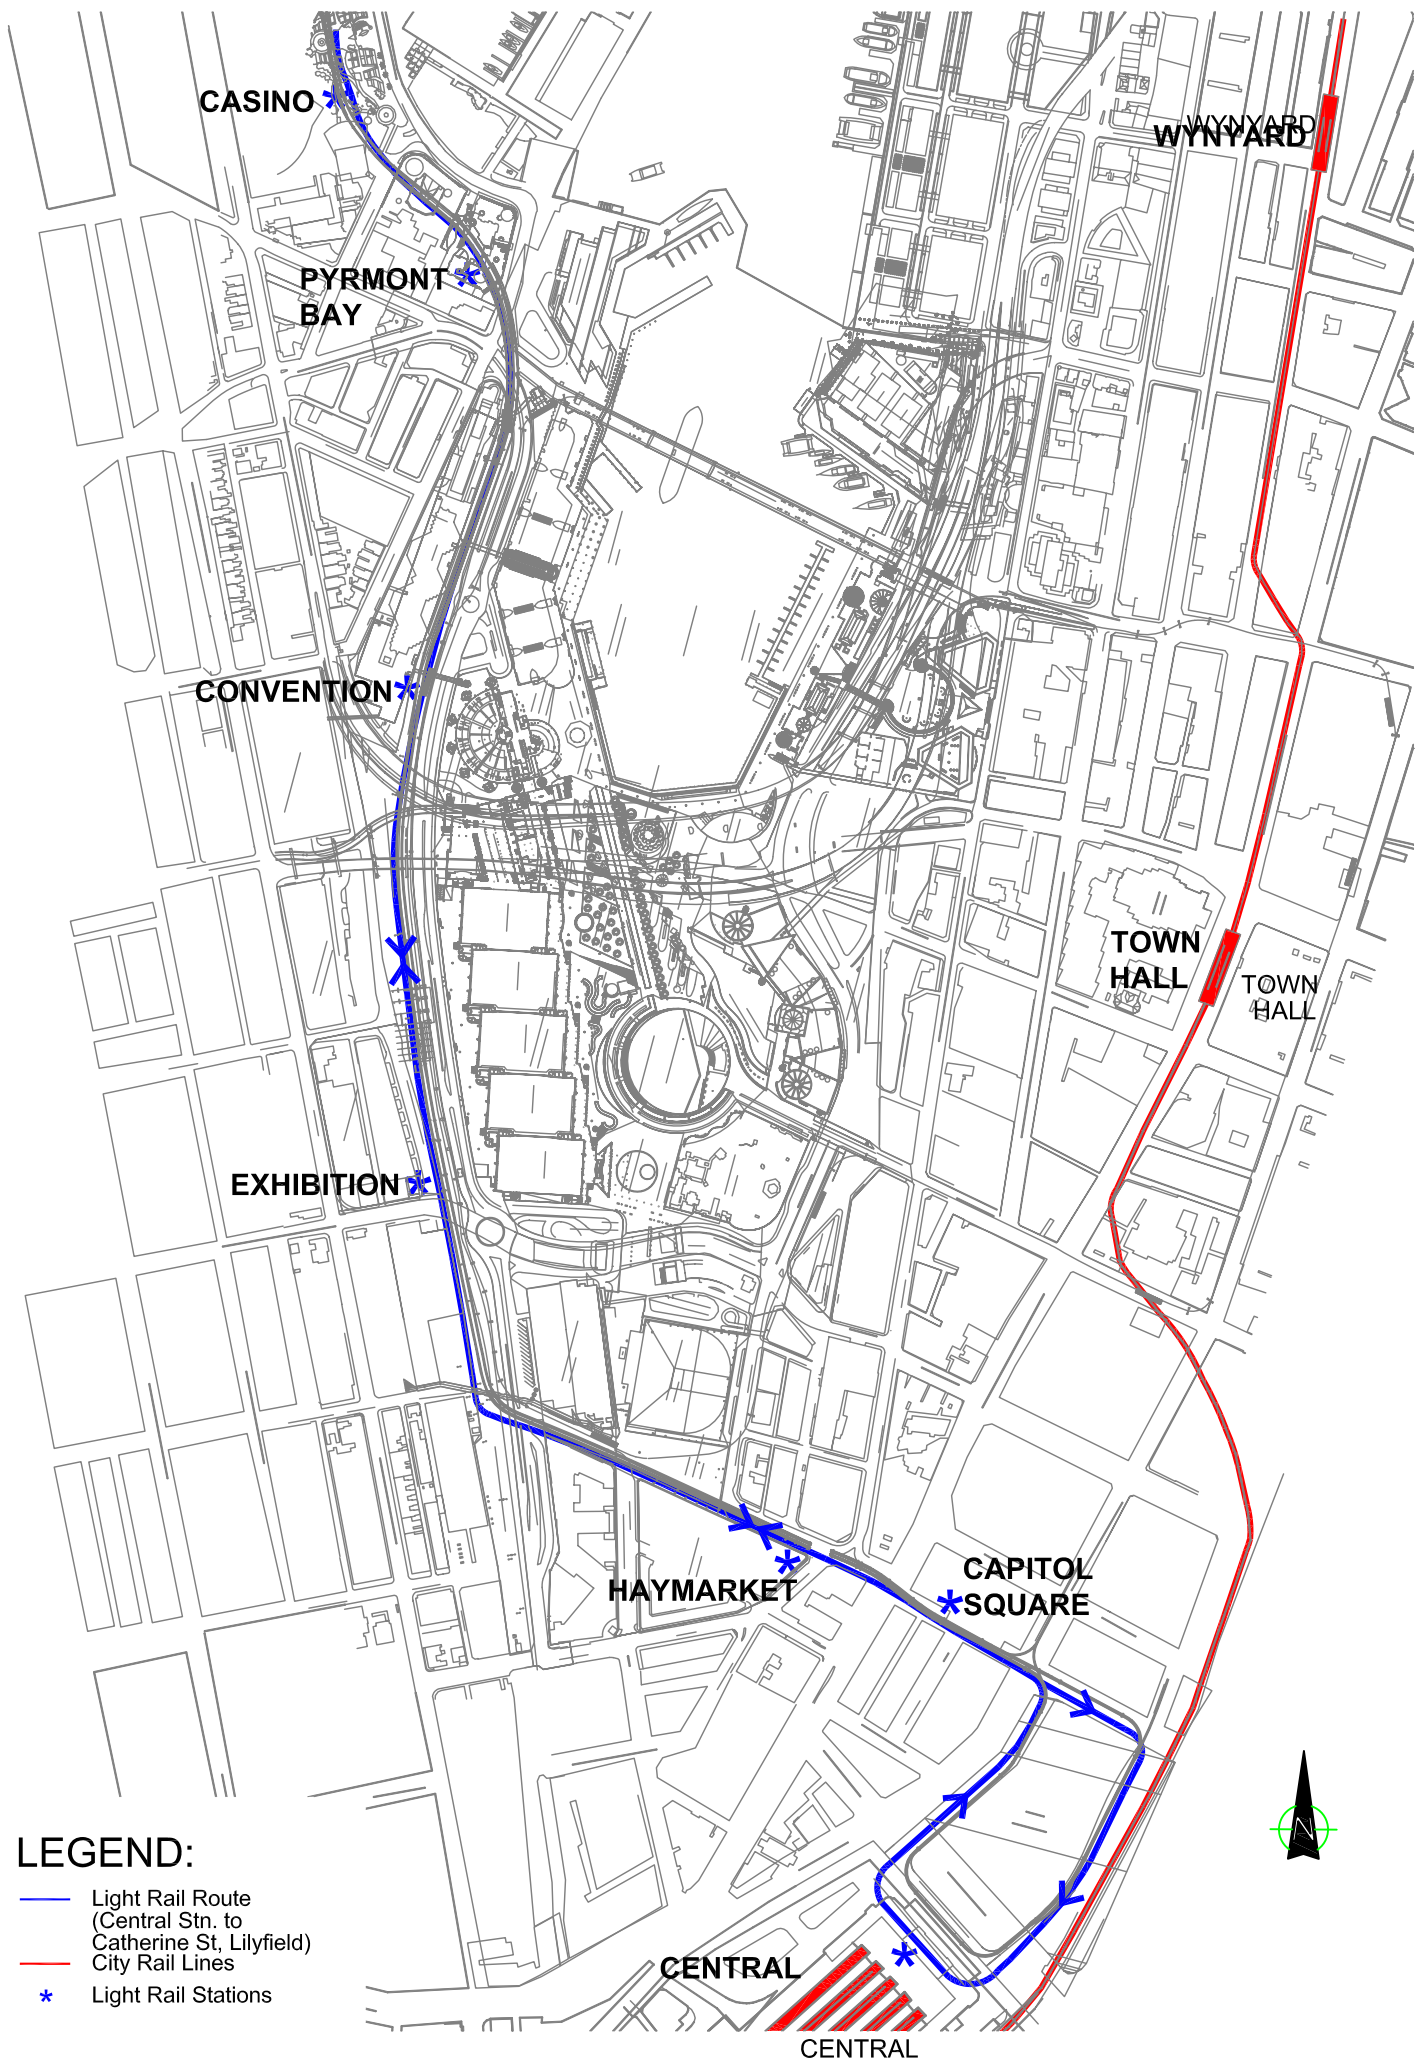 CASINO
WYNYARD
WYNYARD
PYRMONT
BAY
CONVENTION
TOWN
HALL
TOWN
HALL
EXHIBITION
HAYMARKET
CAPITOL
SQUARE
N
LEGEND:
Light Rail Route
(Central Stn. to
Catherine St, Lilyfield)
City Rail Lines
* Light Rail Stations
CENTRAL
CENTRAL